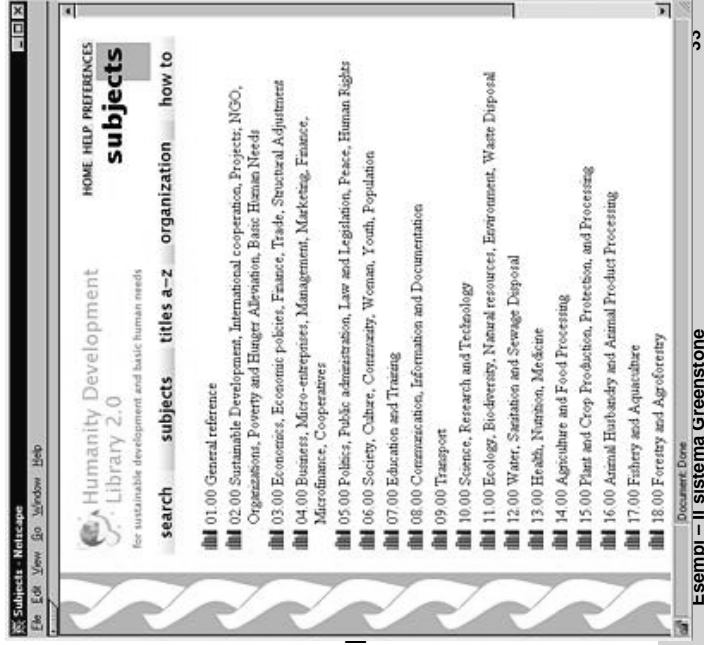 Subjects - Netscape
File Edit View Go Window Help
Humanity Development
Library 2.0
for sustainable development and basic human needs
HOME HELP PREFERENCES
subjects
search subjects titles a-z organization how to
01.00 General reference
02.00 Sustainable Development, International cooperation, Projects; NGO,
Organizations, Poverty and Hunger Alleviation, Basic Human Needs
03.00 Economics, Economic policies, Finance, Trade, Structural Adjustment
04.00 Business, Micro-entreprises, Management, Marketing, Finance,
Microfinance, Cooperatives
05.00 Politics, Public administration, Law and Legislation, Peace, Human Rights
06.00 Society, Culture, Community, Woman, Youth, Population
07.00 Education and Training
08.00 Communication, Information and Documentation
09.00 Transport
10.00 Science, Research and Technology
11.00 Ecology, Biodiversity, Natural resources, Environment, Waste Disposal
12.00 Water, Sanitation and Sewage Disposal
13.00 Health, Nutrition, Medicine
14.00 Agriculture and Food Processing
15.00 Plant and Crop Production, Protection, and Processing
16.00 Animal Husbandry and Animal Product Processing
17.00 Fishery and Aquaculture
18.00 Forestry and Agroforestry
Document: Done
Esempi – Il sistema Greenstone
33